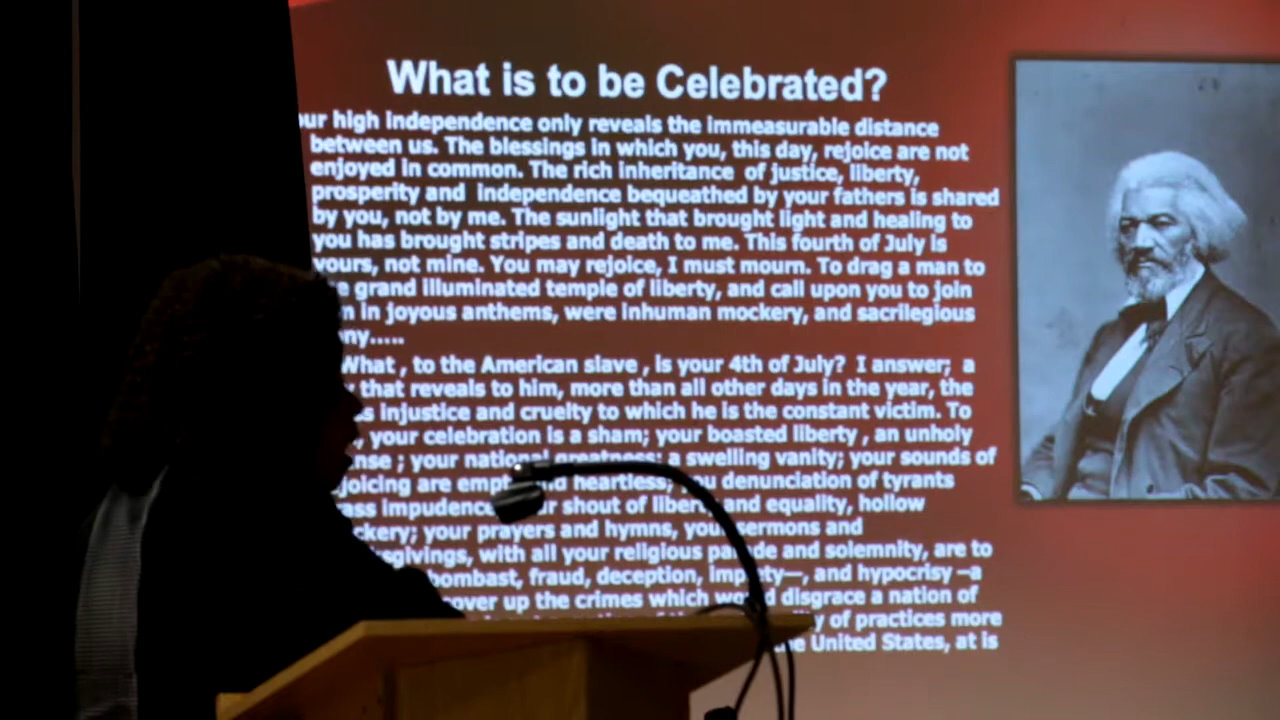 What is to be Celebrated?
our high independence only reveals the immeasurable distance
between us. The blessings in which you, this day, rejoice are not
enjoyed in common. The rich inheritance of justice, liberty,
prosperity and independence bequeathed by your fathers is shared
by you, not by me. The sunlight that brought light and healing to
you has brought stripes and death to me. This fourth of July is
yours, not mine. You may rejoice, I must mourn. To drag a man to
grand illuminated temple of liberty, and call upon you to join
in joyous anthems, were inhuman mockery, and sacrilegious
ny.....
What , to the American slave , is your 4th of July? I answer; a
that reveals to him, more than all other days in the year, the
injustice and cruelty to which he is the constant victim. To
, your celebration is a sham; your boasted liberty , an unholy
nse ; your national greatness; a swelling vanity; your sounds of
joicing are empty and heartless; denunciation of tyrants
ass impudence shout of liberty and equality, hollow
ckery; your prayers and hymns, your sermons and
sgivings, with all your religious parade and solemnity, are to
bombast, fraud, deception, impiety—, and hypocrisy –a
cover up the crimes which would disgrace a nation of
of practices more
United States, at is